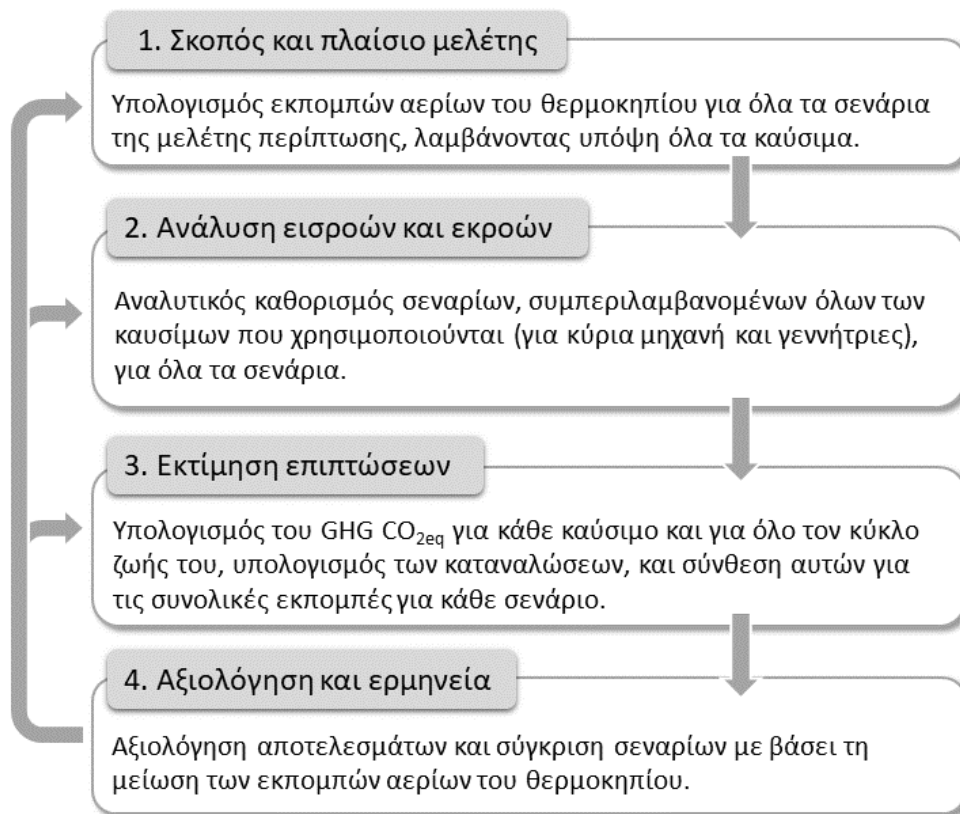 1. Σκοπός και πλαίσιο μελέτης
Υπολογισμός εκπομπών αερίων του θερμοκηπίου για όλα τα σενάρια
της μελέτης περίπτωσης, λαμβάνοντας υπόψη όλα τα καύσιμα.
2. Ανάλυση εισροών και εκροών
Αναλυτικός καθορισμός σεναρίων, συμπεριλαμβανομένων όλων των
καυσίμων που χρησιμοποιούνται (για κύρια μηχανή και γεννήτριες),
για όλα τα σενάρια.
3. Εκτίμηση επιπτώσεων
Υπολογισμός του GHG CO₂eq για κάθε καύσιμο και για όλο τον κύκλο
ζωής του, υπολογισμός των καταναλώσεων, και σύνθεση αυτών για
τις συνολικές εκπομπές για κάθε σενάριο.
4. Αξιολόγηση και ερμηνεία
Αξιολόγηση αποτελεσμάτων και σύγκριση σεναρίων με βάσει τη
μείωση των εκπομπών αερίων του θερμοκηπίου.